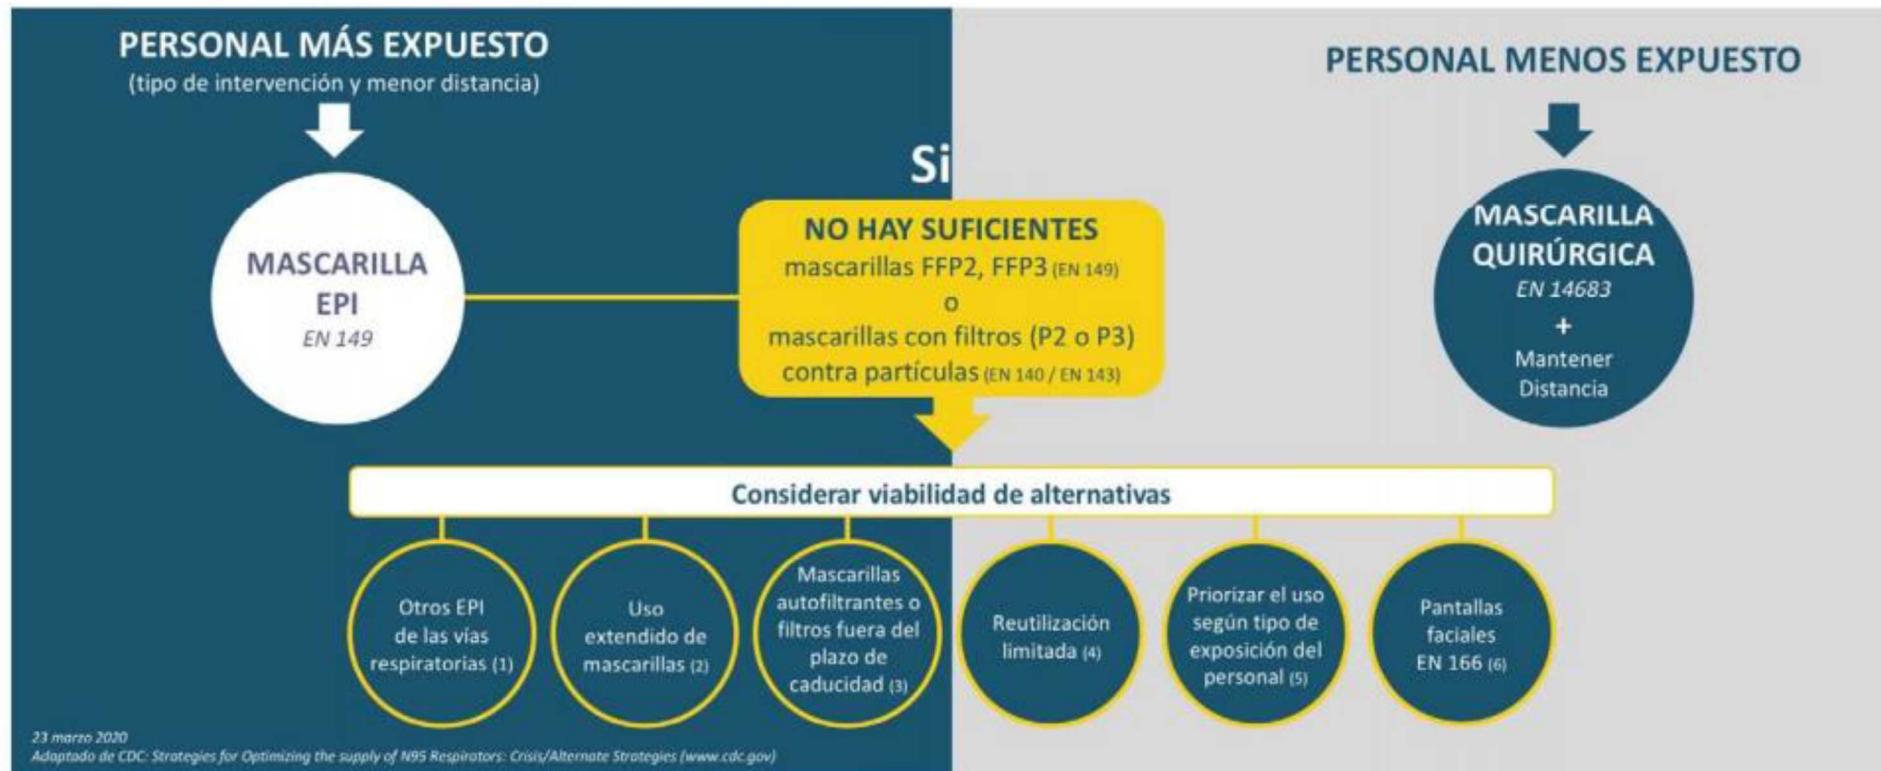 PERSONAL MÁS EXPUESTO
(tipo de intervención y menor distancia)
MASCARILLA
EPI
EN 149
PERSONAL MENOS EXPUESTO
MASCARILLA
QUIRÚRGICA
EN 14683
+
Mantener
Distancia
Si
NO HAY SUFICIENTES
mascarillas FFP2, FFP3 (EN 149)
o
mascarillas con filtros (P2 o P3)
contra partículas (EN 140 / EN 143)
Considerar viabilidad de alternativas
Otros EPI
de las vías
respiratorias (1)
Uso
extendido de
mascarillas (2)
Mascarillas
autofiltrantes o
filtros fuera del
plazo de
caducidad (3)
Reutilización
limitada (4)
Priorizar el uso
según tipo de
exposición del
personal (5)
Pantallas
faciales
EN 166 (6)
23 marzo 2020
Adaptado de CDC: Strategies for Optimizing the supply of N95 Respirators: Crisis/Alternate Strategies (www.cdc.gov)